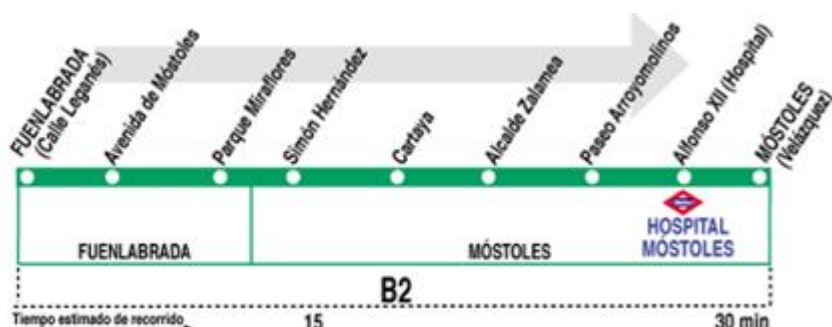 FUENLABRADA
(Calle Leganés)
Avenida de Móstoles
Parque Miraflores
Simón Hernández
Cartaya
Alcalde Zalamea
Paseo Arroyomolinos
Alfonso XII (Hospital)
MÓSTOLES
(Velázquez)
HOSPITAL
MÓSTOLES
FUENLABRADA
MÓSTOLES
B2
Tiempo estimado de recorrido
15
30 min